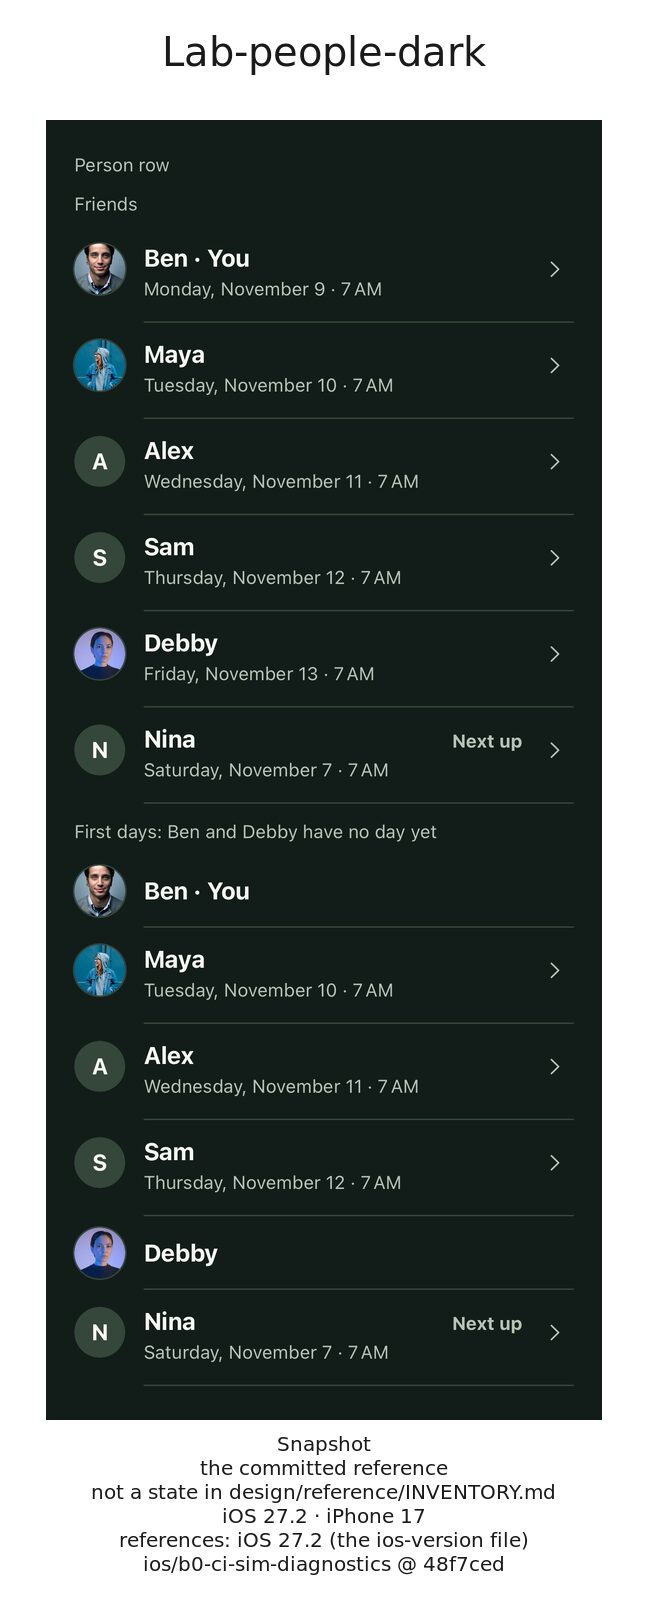 Lab-people-dark
Person row
Friends
Ben · You
Monday, November 9 · 7 AM
Maya
Tuesday, November 10 · 7 AM
A
Alex
Wednesday, November 11 · 7 AM
S
Sam
Thursday, November 12 · 7 AM
Debby
Friday, November 13 · 7 AM
N
Nina
Next up
Saturday, November 7 · 7 AM
First days: Ben and Debby have no day yet
Ben · You
Maya
Tuesday, November 10 · 7 AM
A
Alex
Wednesday, November 11 · 7 AM
S
Sam
Thursday, November 12 · 7 AM
Debby
N
Nina
Next up
Saturday, November 7 · 7 AM
Snapshot
the committed reference
not a state in design/reference/INVENTORY.md
iOS 27.2 · iPhone 17
references: iOS 27.2 (the ios-version file)
ios/b0-ci-sim-diagnostics @ 48f7ced